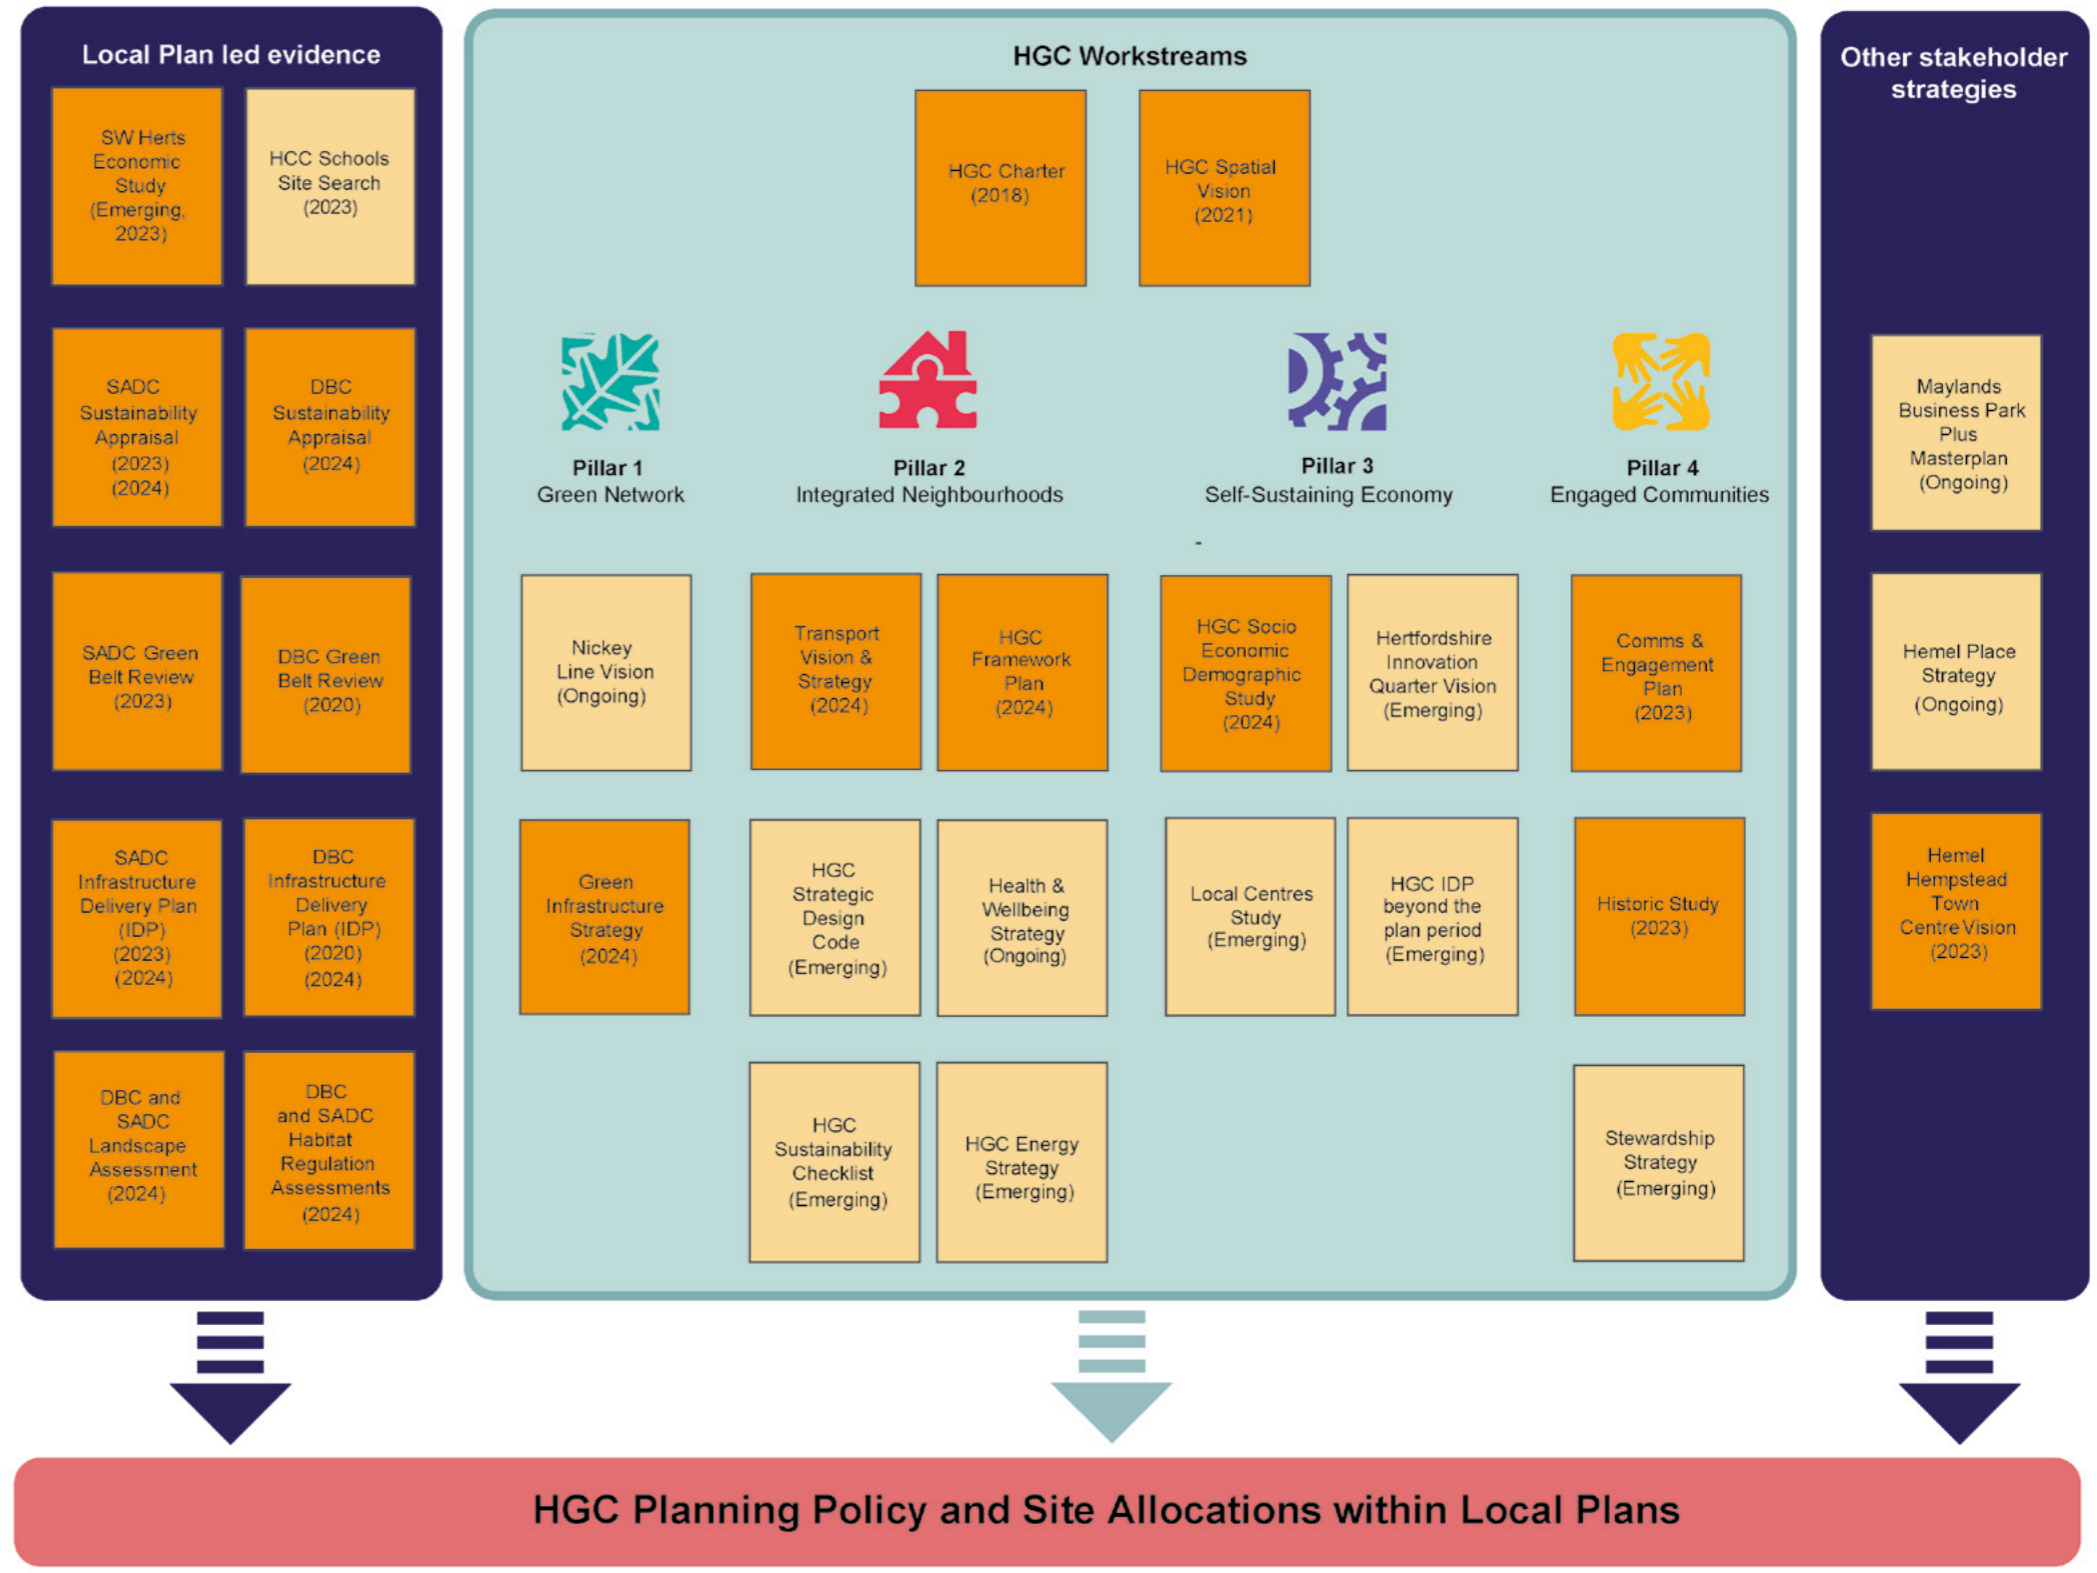 Local Plan led evidence
SW Herts
Economic
Study
(Emerging,
2023)
HCC Schools
Site Search
(2023)
SADC
Sustainability
Appraisal
(2023)
(2024)
DBC
Sustainability
Appraisal
(2024)
SADC Green
Belt Review
(2023)
DBC Green
Belt Review
(2020)
SADC
Infrastructure
Delivery Plan
(IDP)
(2023)
(2024)
DBC
Infrastructure
Delivery
Plan (IDP)
(2020)
(2024)
DBC and
SADC
Landscape
Assessment
(2024)
DBC
and SADC
Habitat
Regulation
Assessments
(2024)
HGC Workstreams
HGC Charter
(2018)
HGC Spatial
Vision
(2021)
Pillar 1
Green Network
Pillar 2
Integrated Neighbourhoods
Pillar 3
Self-Sustaining Economy
-
Pillar 4
Engaged Communities
Nickey
Line Vision
(Ongoing)
Transport
Vision &
Strategy
(2024)
HGC
Framework
Plan
(2024)
HGC Socio
Economic
Demographic
Study
(2024)
Hertfordshire
Innovation
Quarter Vision
(Emerging)
Comms &
Engagement
Plan
(2023)
Green
Infrastructure
Strategy
(2024)
HGC
Strategic
Design
Code
(Emerging)
Health &
Wellbeing
Strategy
(Ongoing)
Local Centres
Study
(Emerging)
HGC IDP
beyond the
plan period
(Emerging)
Historic Study
(2023)
HGC
Sustainability
Checklist
(Emerging)
HGC Energy
Strategy
(Emerging)
Stewardship
Strategy
(Emerging)
Other stakeholder
strategies
Maylands
Business Park
Plus
Masterplan
(Ongoing)
Hemel Place
Strategy
(Ongoing)
Hemel
Hempstead
Town
Centre Vision
(2023)
HGC Planning Policy and Site Allocations within Local Plans